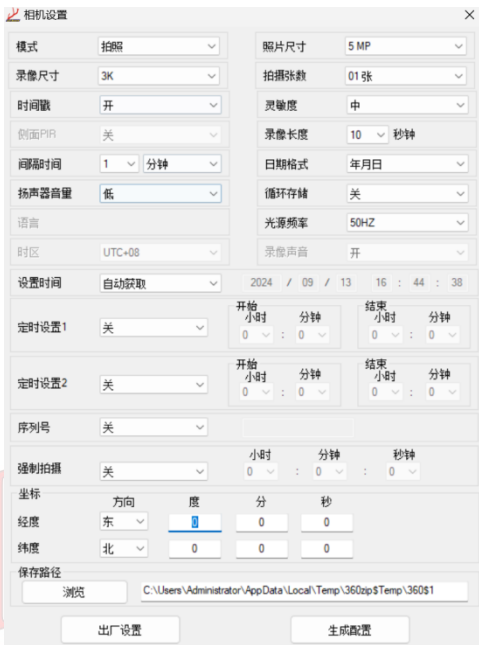 相机设置
模式 拍照 照片尺寸 5 MP
录像尺寸 3K 拍摄张数 01 张
时间戳 开 灵敏度 中
侧面PIR 关 录像长度 10 秒钟
间隔时间 1 分钟 日期格式 年月日
扬声器音量 低 循环存储 关
语言 光源频率 50HZ
时区 UTC+08 录像声音 开
设置时间 自动获取 2024 / 09 / 13 16 : 44 : 38
开始 结束
小时 分钟 小时 分钟
定时设置1 关 0 : 0 0 : 0
开始 结束
小时 分钟 小时 分钟
定时设置2 关 0 : 0 0 : 0
序列号 关
小时 分钟 秒钟
强制拍摄 关 0 : 0 : 0
坐标
方向 度 分 秒
经度 东 0 0 0
纬度 北 0 0 0
保存路径
浏览 C:\Users\Administrator\AppData\Local\Temp\360zip$Temp\360$1
出厂设置 生成配置